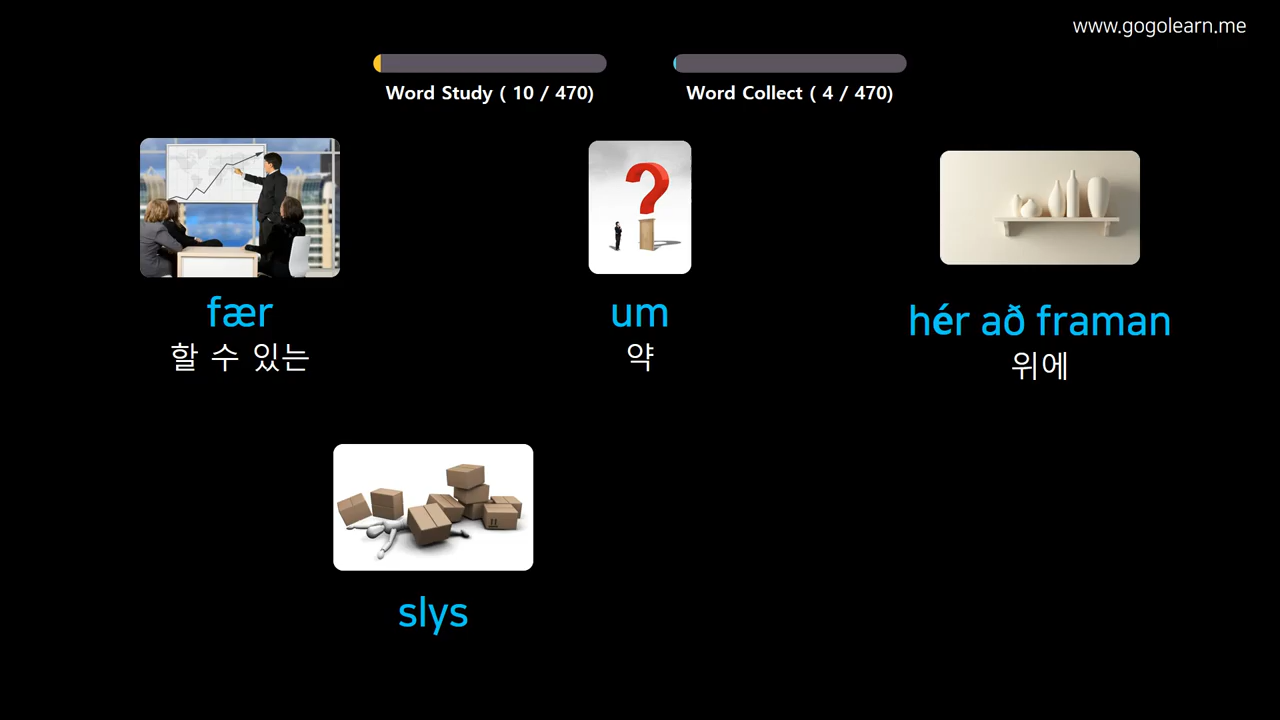 www.gogolearn.me
Word Study ( 10 / 470)
Word Collect ( 4 / 470)
fær
할 수 있는
um
약
hér að framan
위에
slys